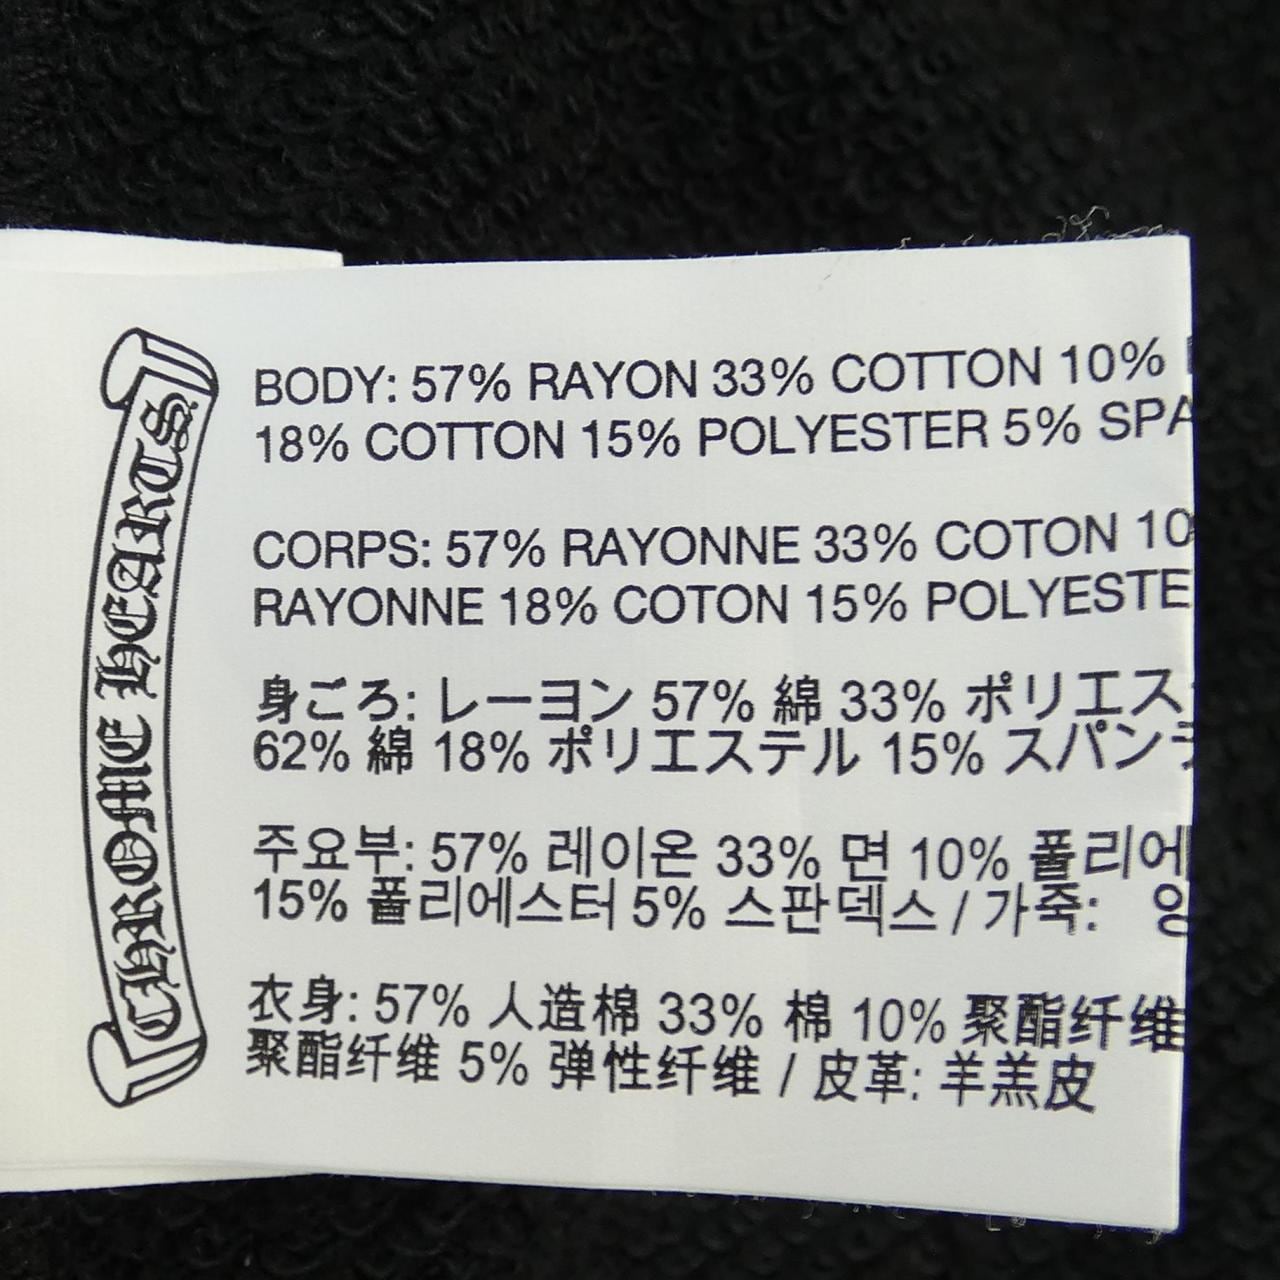 CHROME HEARTS
BODY: 57% RAYON 33% COTTON 10%
18% COTTON 15% POLYESTER 5% SPA
CORPS: 57% RAYONNE 33% COTON 10
RAYONNE 18% COTON 15% POLYESTE
身ごろ: レーヨン 57% 綿 33% ポリエス
62% 綿 18% ポリエステル 15% スパンテ
주요부: 57% 레이온 33% 면 10% 폴리에
15% 폴리에스터 5% 스판덱스 / 가죽:
衣身: 57% 人造棉 33% 棉 10% 聚酯纤维
聚酯纤维 5% 弹性纤维 / 皮革: 羊羔皮